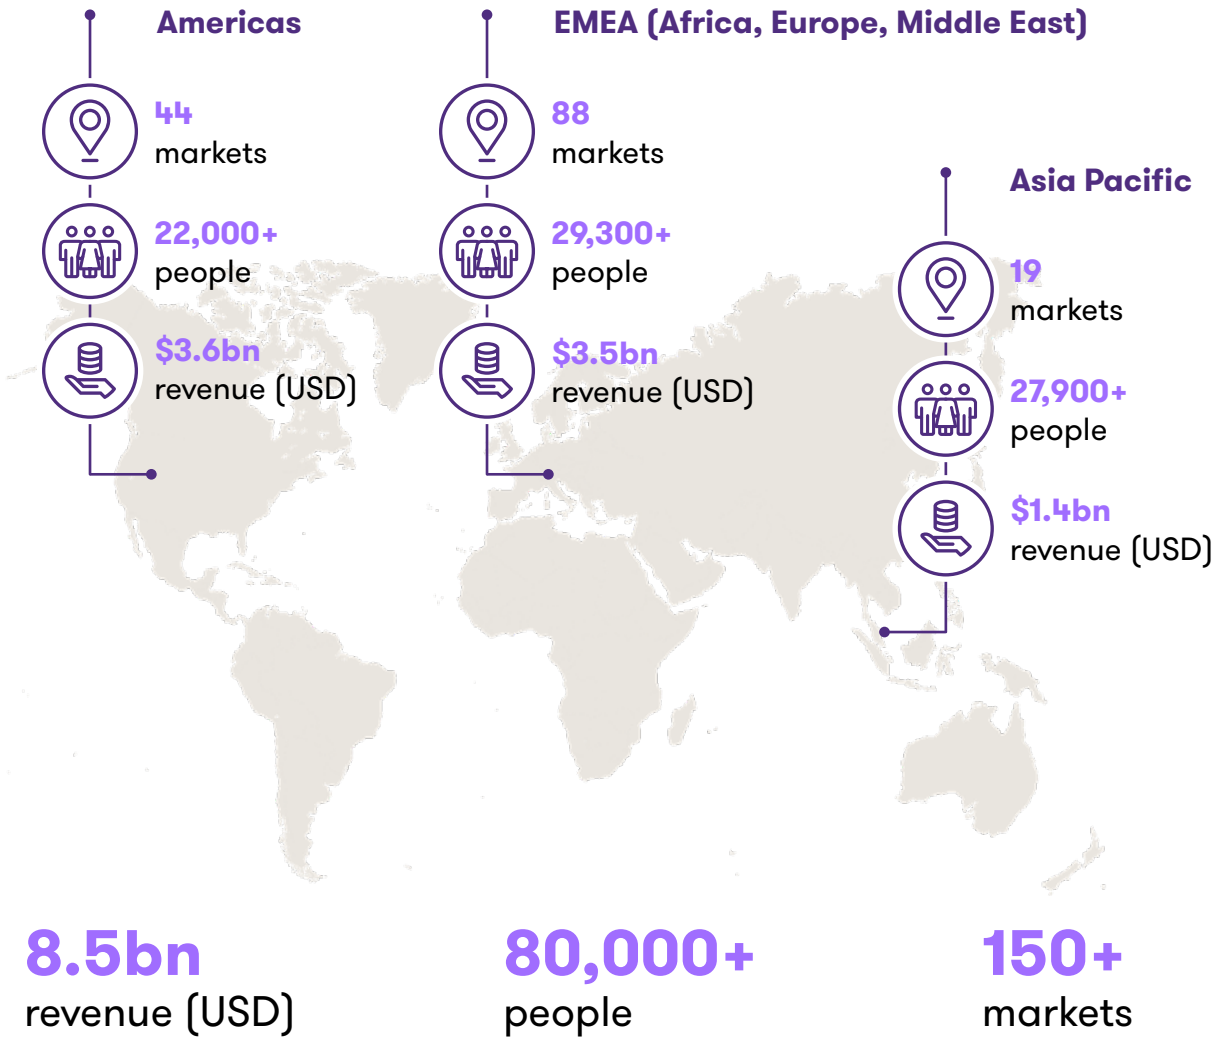 Americas
44
markets
22,000+
people
$3.6bn
revenue (USD)
EMEA (Africa, Europe, Middle East)
88
markets
29,300+
people
$3.5bn
revenue (USD)
Asia Pacific
19
markets
27,900+
people
$1.4bn
revenue (USD)
8.5bn
revenue (USD)
80,000+
people
150+
markets